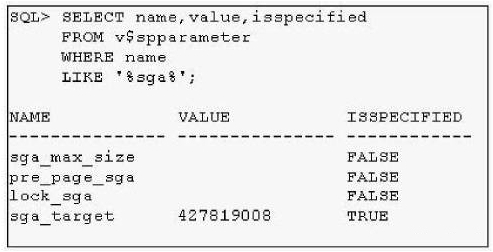 SQL> SELECT name,value,isspecified
FROM v$spparameter
WHERE name
LIKE '%sga%';
NAME VALUE ISSPECIFIED
--------------- --------------- ------------
sga_max_size FALSE
pre_page_sga FALSE
lock_sga FALSE
sga_target 427819008 TRUE